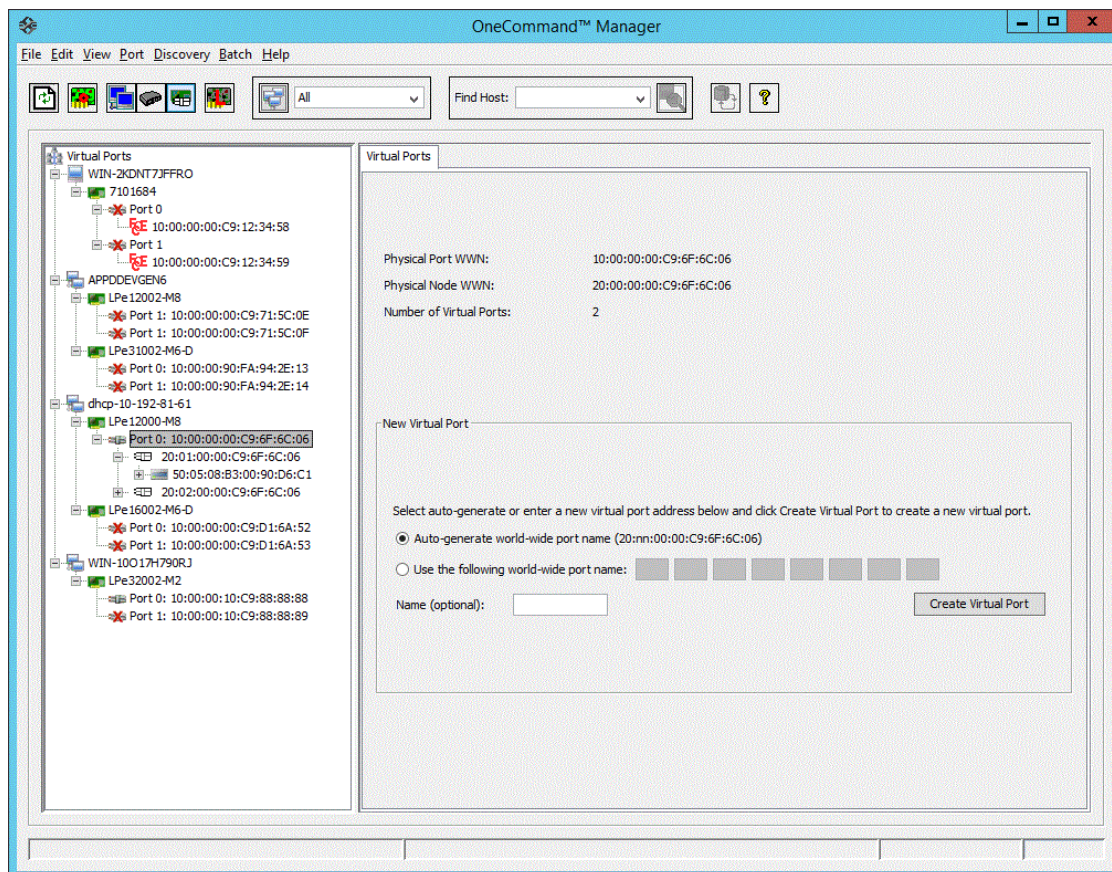 OneCommand™ Manager
File Edit View Port Discovery Batch Help
All
Find Host:
Virtual Ports
WIN-2KDNT7JFFRO
7101684
Port 0
FCoE 10:00:00:00:C9:12:34:58
Port 1
FCoE 10:00:00:00:C9:12:34:59
APPDDEVGEN6
LPe12002-M8
Port 1: 10:00:00:00:C9:71:5C:0E
Port 1: 10:00:00:00:C9:71:5C:0F
LPe31002-M6-D
Port 0: 10:00:00:90:FA:94:2E:13
Port 1: 10:00:00:90:FA:94:2E:14
dhcp-10-192-81-61
LPe12000-M8
Port 0: 10:00:00:00:C9:6F:6C:06
20:01:00:00:C9:6F:6C:06
50:05:08:B3:00:90:D6:C1
20:02:00:00:C9:6F:6C:06
LPe16002-M6-D
Port 0: 10:00:00:00:C9:D1:6A:52
Port 1: 10:00:00:00:C9:D1:6A:53
WIN-10O17H790RJ
LPe32002-M2
Port 0: 10:00:00:10:C9:88:88:88
Port 1: 10:00:00:10:C9:88:88:89
Virtual Ports
Physical Port WWN: 10:00:00:00:C9:6F:6C:06
Physical Node WWN: 20:00:00:00:C9:6F:6C:06
Number of Virtual Ports: 2
New Virtual Port
Select auto-generate or enter a new virtual port address below and click Create Virtual Port to create a new virtual port.
Auto-generate world-wide port name (20:nn:00:00:C9:6F:6C:06)
Use the following world-wide port name:
Name (optional):
Create Virtual Port